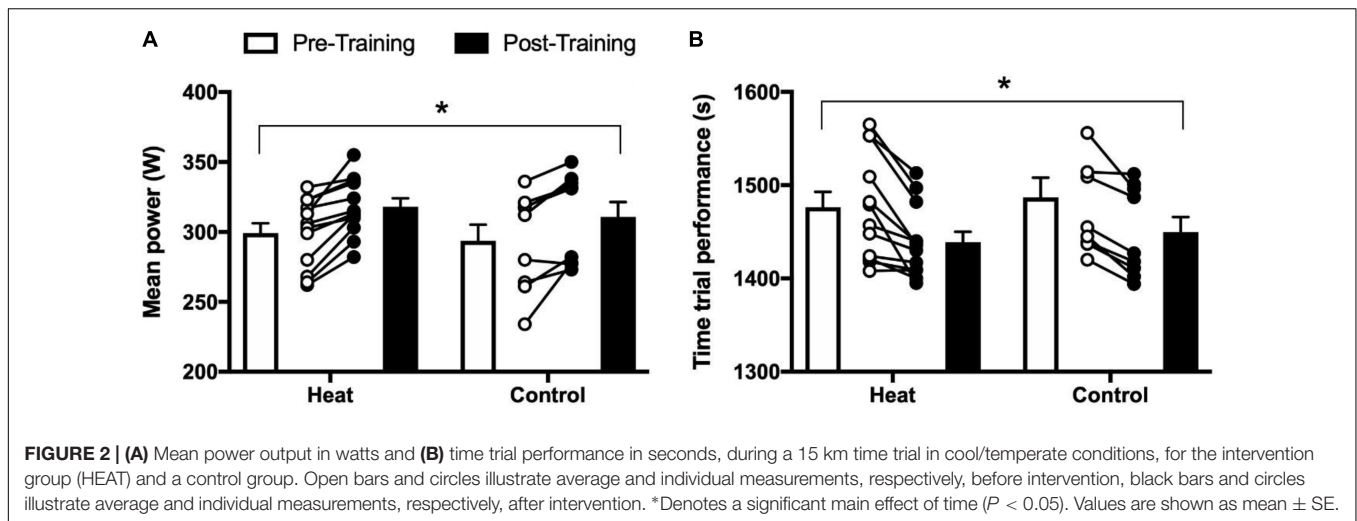 A
Pre-Training
Post-Training
B
Mean power (W)
400
350
300
250
200
*
Heat
Control
Time trial performance (s)
1600
1500
1400
1300
*
Heat
Control
FIGURE 2 | (A) Mean power output in watts and (B) time trial performance in seconds, during a 15 km time trial in cool/temperate conditions, for the intervention
group (HEAT) and a control group. Open bars and circles illustrate average and individual measurements, respectively, before intervention, black bars and circles
illustrate average and individual measurements, respectively, after intervention. *Denotes a significant main effect of time (P < 0.05). Values are shown as mean ± SE.